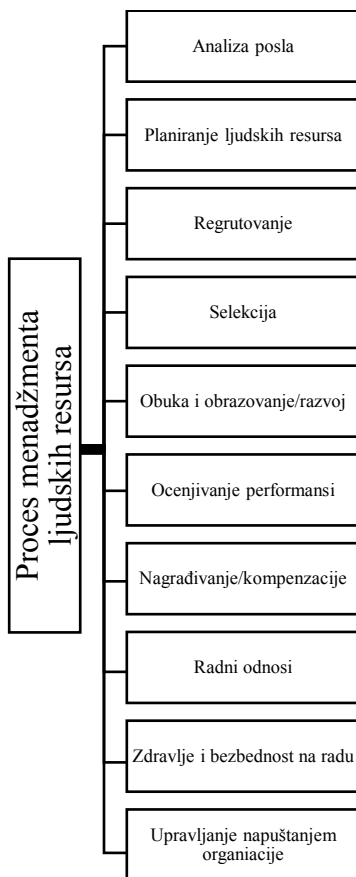 Proces menadžmenta
ljudskih resursa
Analiza posla
Planiranje ljudskih resursa
Regrutovanje
Selekcija
Obuka i obrazovanje/razvoj
Ocenjivanje performansi
Nagrađivanje/kompenzacije
Radni odnosi
Zdravlje i bezbednost na radu
Upravljanje napuštanjem
organiacije